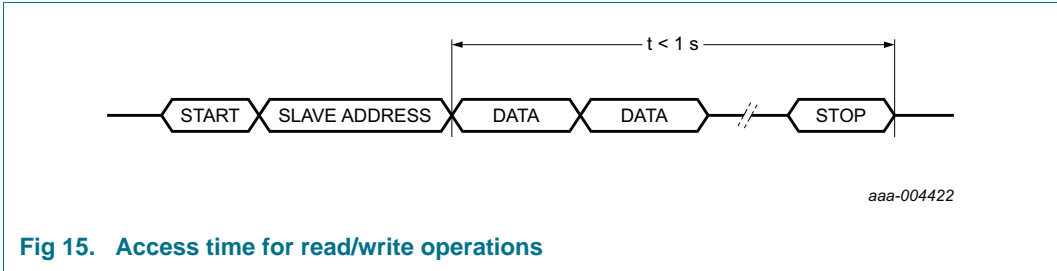 t < 1 s
START SLAVE ADDRESS DATA DATA STOP
aaa-004422
Fig 15. Access time for read/write operations